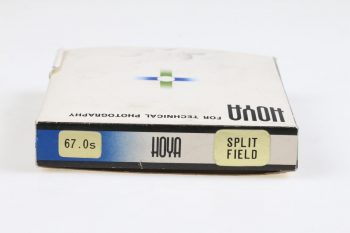 HOYA
FOR TECHNICAL PHOTOGRAPHY
67.0s
HOYA
SPLIT
FIELD